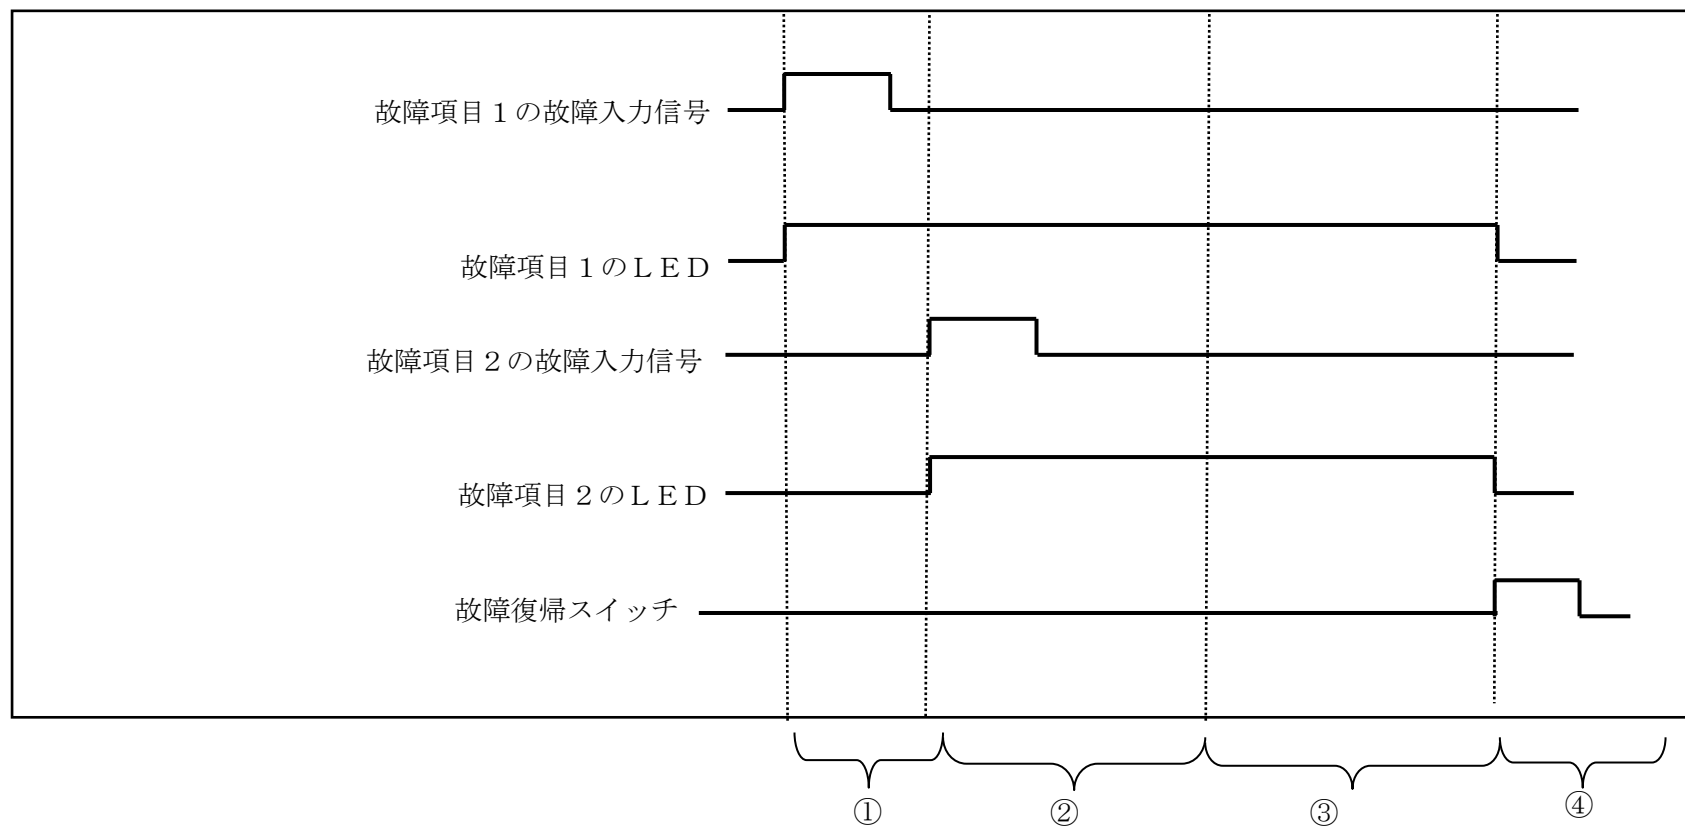 故障項目１の故障入力信号
故障項目１のＬＥＤ
故障項目２の故障入力信号
故障項目２のＬＥＤ
故障復帰スイッチ
① ② ③ ④